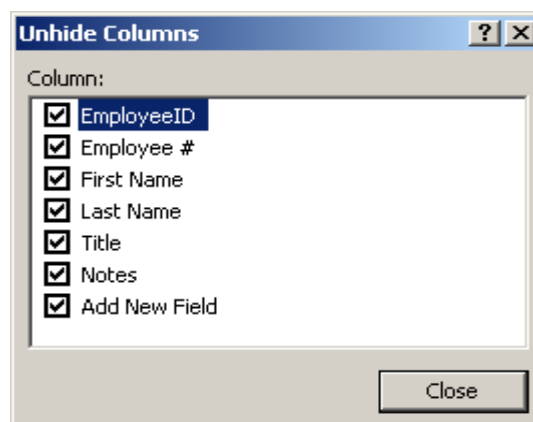 Unhide Columns
Column:
EmployeeID
Employee #
First Name
Last Name
Title
Notes
Add New Field
Close